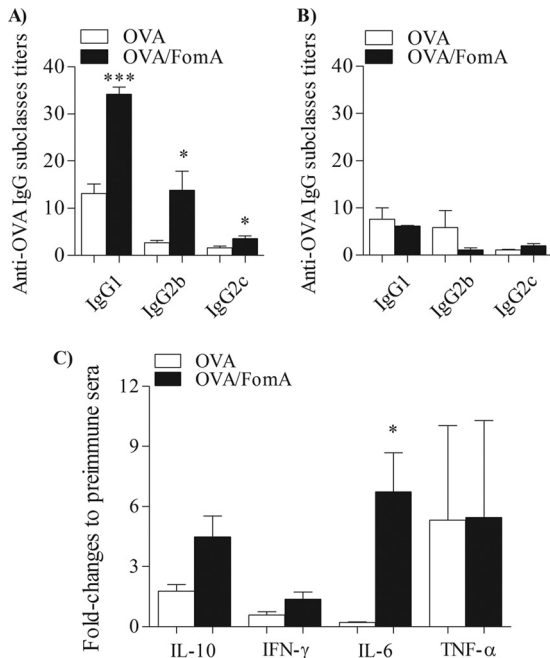 A)
OVA
OVA/FomA
Anti-OVA IgG subclasses titers
40
30
20
10
0
***
*
*
IgG1
IgG2b
IgG2c
B)
OVA
OVA/FomA
Anti-OVA IgG subclasses titers
40
30
20
10
0
IgG1
IgG2b
IgG2c
C)
OVA
OVA/FomA
Fold-changes to preimmune sera
12
9
6
3
0
*
IL-10
IFN-γ
IL-6
TNF-α